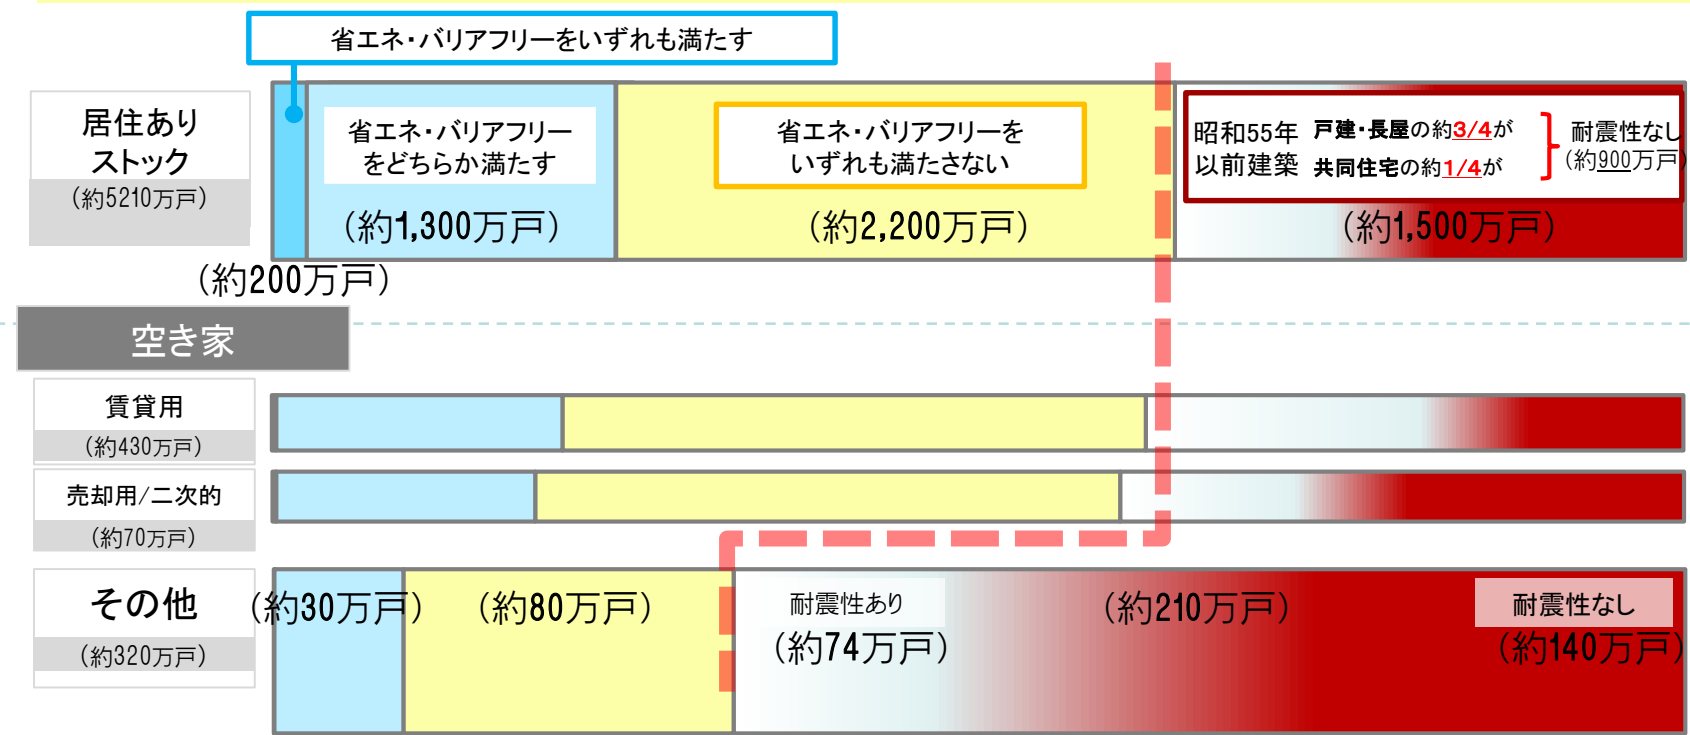 省エネ・バリアフリーをいずれも満たす
居住あり
ストック
（約5210万戸）
省エネ・バリアフリー
をどちらか満たす
（約1,300万戸）
省エネ・バリアフリーを
いずれも満たさない
（約2,200万戸）
昭和55年
以前建築
戸建・長屋の約3/4が
共同住宅の約1/4が
耐震性なし
（約900万戸）
（約1,500万戸）
（約200万戸）
空き家
賃貸用
（約430万戸）
売却用/二次的
（約70万戸）
その他
（約320万戸）
（約30万戸）
（約80万戸）
耐震性あり
（約74万戸）
（約210万戸）
耐震性なし
（約140万戸）